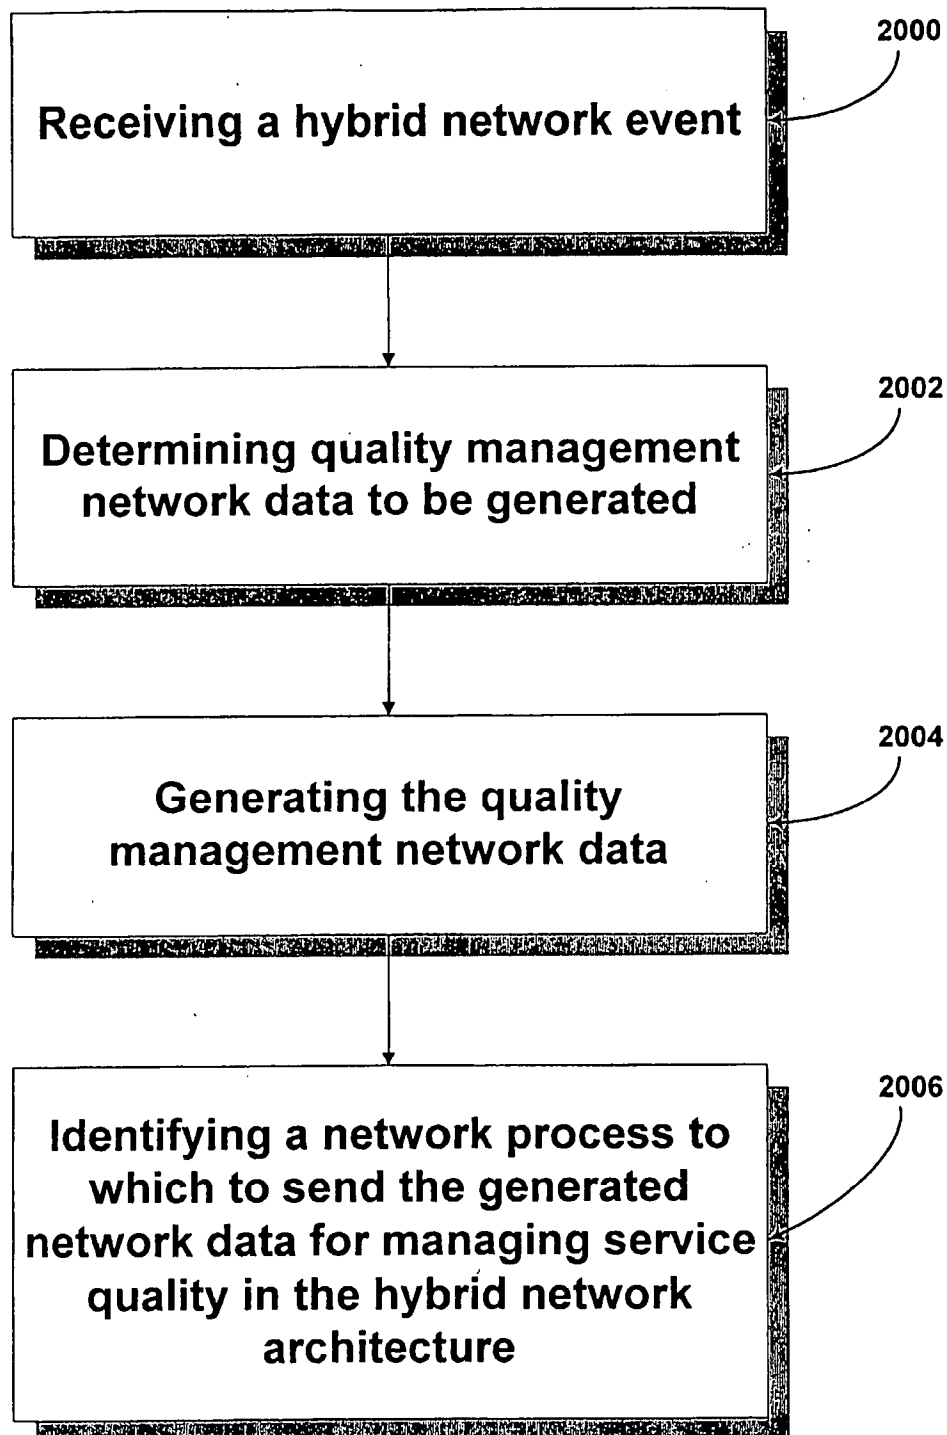 2000
Receiving a hybrid network event
2002
Determining quality management
network data to be generated
2004
Generating the quality
management network data
2006
Identifying a network process to
which to send the generated
network data for managing service
quality in the hybrid network
architecture